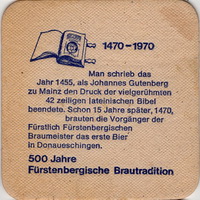 1470-1970
Man schrieb das
Jahr 1455, als Johannes Gutenberg
zu Mainz den Druck der vielgerühmten
42 zeiligen lateinischen Bibel
beendete. Schon 15 Jahre später, 1470,
brauten die Vorgänger der
Fürstlich Fürstenbergischen
Braumeister das erste Bier
in Donaueschingen.
500 Jahre
Fürstenbergische Brautradition